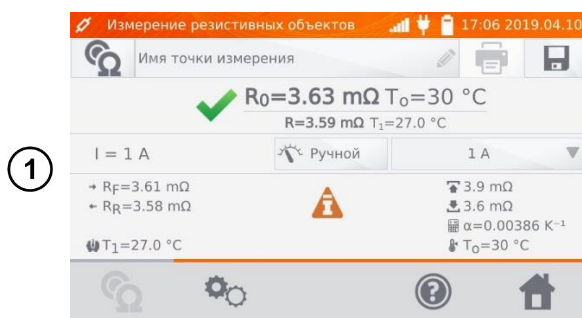 Измерение резистивных объектов 17:06 2019.04.10
Имя точки измерения
R0=3.63 mΩ To=30 °C
R=3.59 mΩ T1=27.0 °C
1
I = 1 A Ручной 1 A
RF=3.61 mΩ 3.9 mΩ
RR=3.58 mΩ 3.6 mΩ
α=0.00386 K⁻¹
T1=27.0 °C To=30 °C